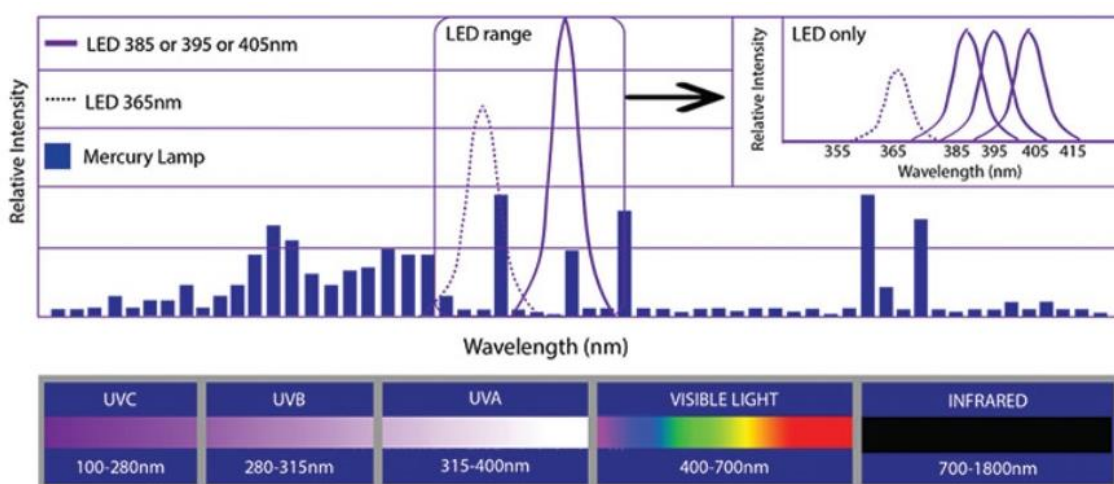 LED 385 or 395 or 405nm
LED 365nm
Mercury Lamp
Relative Intensity
LED range
LED only
Relative Intensity
355 365 385 395 405 415
Wavelength (nm)
Wavelength (nm)
UVC
100-280nm
UVB
280-315nm
UVA
315-400nm
VISIBLE LIGHT
400-700nm
INFRARED
700-1800nm